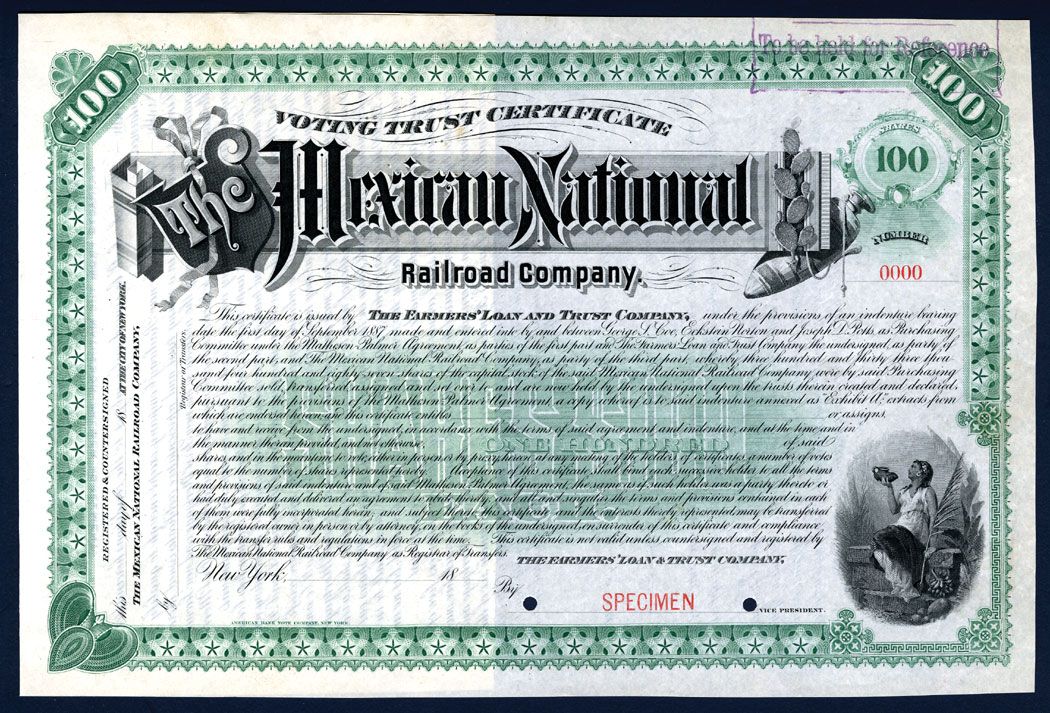 To be held for Reference
100
100
VOTING TRUST CERTIFICATE
The Mexican National
Railroad Company.
SHARES
100
NUMBER
0000
This certificate is issued by THE FARMERS' LOAN AND TRUST COMPANY, under the provisions of an indenture bearing
date the first day of September 1887 made and entered into by and between George S. Coe, Eckstein Norton and Joseph D. Potts, as Purchasing
Committee under the Matheson Palmer Agreement, as parties of the first part and The Farmers' Loan and Trust Company the undersigned, as party of
the second part, and The Mexican National Railroad Company, as party of the third part, whereby three hundred and thirty three thou-
sand four hundred and eighty seven shares of the capital stock of the said Mexican National Railroad Company were by said Purchasing
Committee sold, transferred, assigned and set over to and are now held by the undersigned upon the trusts therein created and declared,
pursuant to the provisions of the Matheson Palmer Agreement, a copy whereof is to said indenture annexed as Exhibit A, extracts from
which are endorsed hereon and this certificate entitles or assigns,
to have and receive from the undersigned, in accordance with the terms of said agreement and indenture, and at the time and in
the manner therein provided, and not otherwise, ONE HUNDRED of said
shares, and in the meantime to vote, either in person or by proxy, thereon at any meeting of the holders of certificates, a number of votes
equal to the number of shares represented hereby. Acceptance of this certificate shall bind each successive holder to all the terms
and provisions of said indenture and of said Matheson Palmer Agreement, the same as if such holder was a party thereto or
had duly executed and delivered an agreement to abide thereby and all and singular the terms and provisions contained in each
of them were fully incorporated herein, and subject thereto this certificate and the interests thereby represented may be transferred
by the registered owner, in person or by attorney, on the books of the undersigned, on surrender of this certificate and compliance
with the transfer rules and regulations in force at the time. This certificate is not valid unless countersigned and registered by
The Mexican National Railroad Company as Registrar of Transfers.
THE FARMERS' LOAN & TRUST COMPANY,
New York, 18
By
SPECIMEN
VICE PRESIDENT.
AMERICAN BANK NOTE COMPANY, NEW YORK.
REGISTERED & COUNTERSIGNED
this day of 18 AT THE CITY OF NEW YORK.
THE MEXICAN NATIONAL RAILROAD COMPANY,
by
Registrar of Transfers.